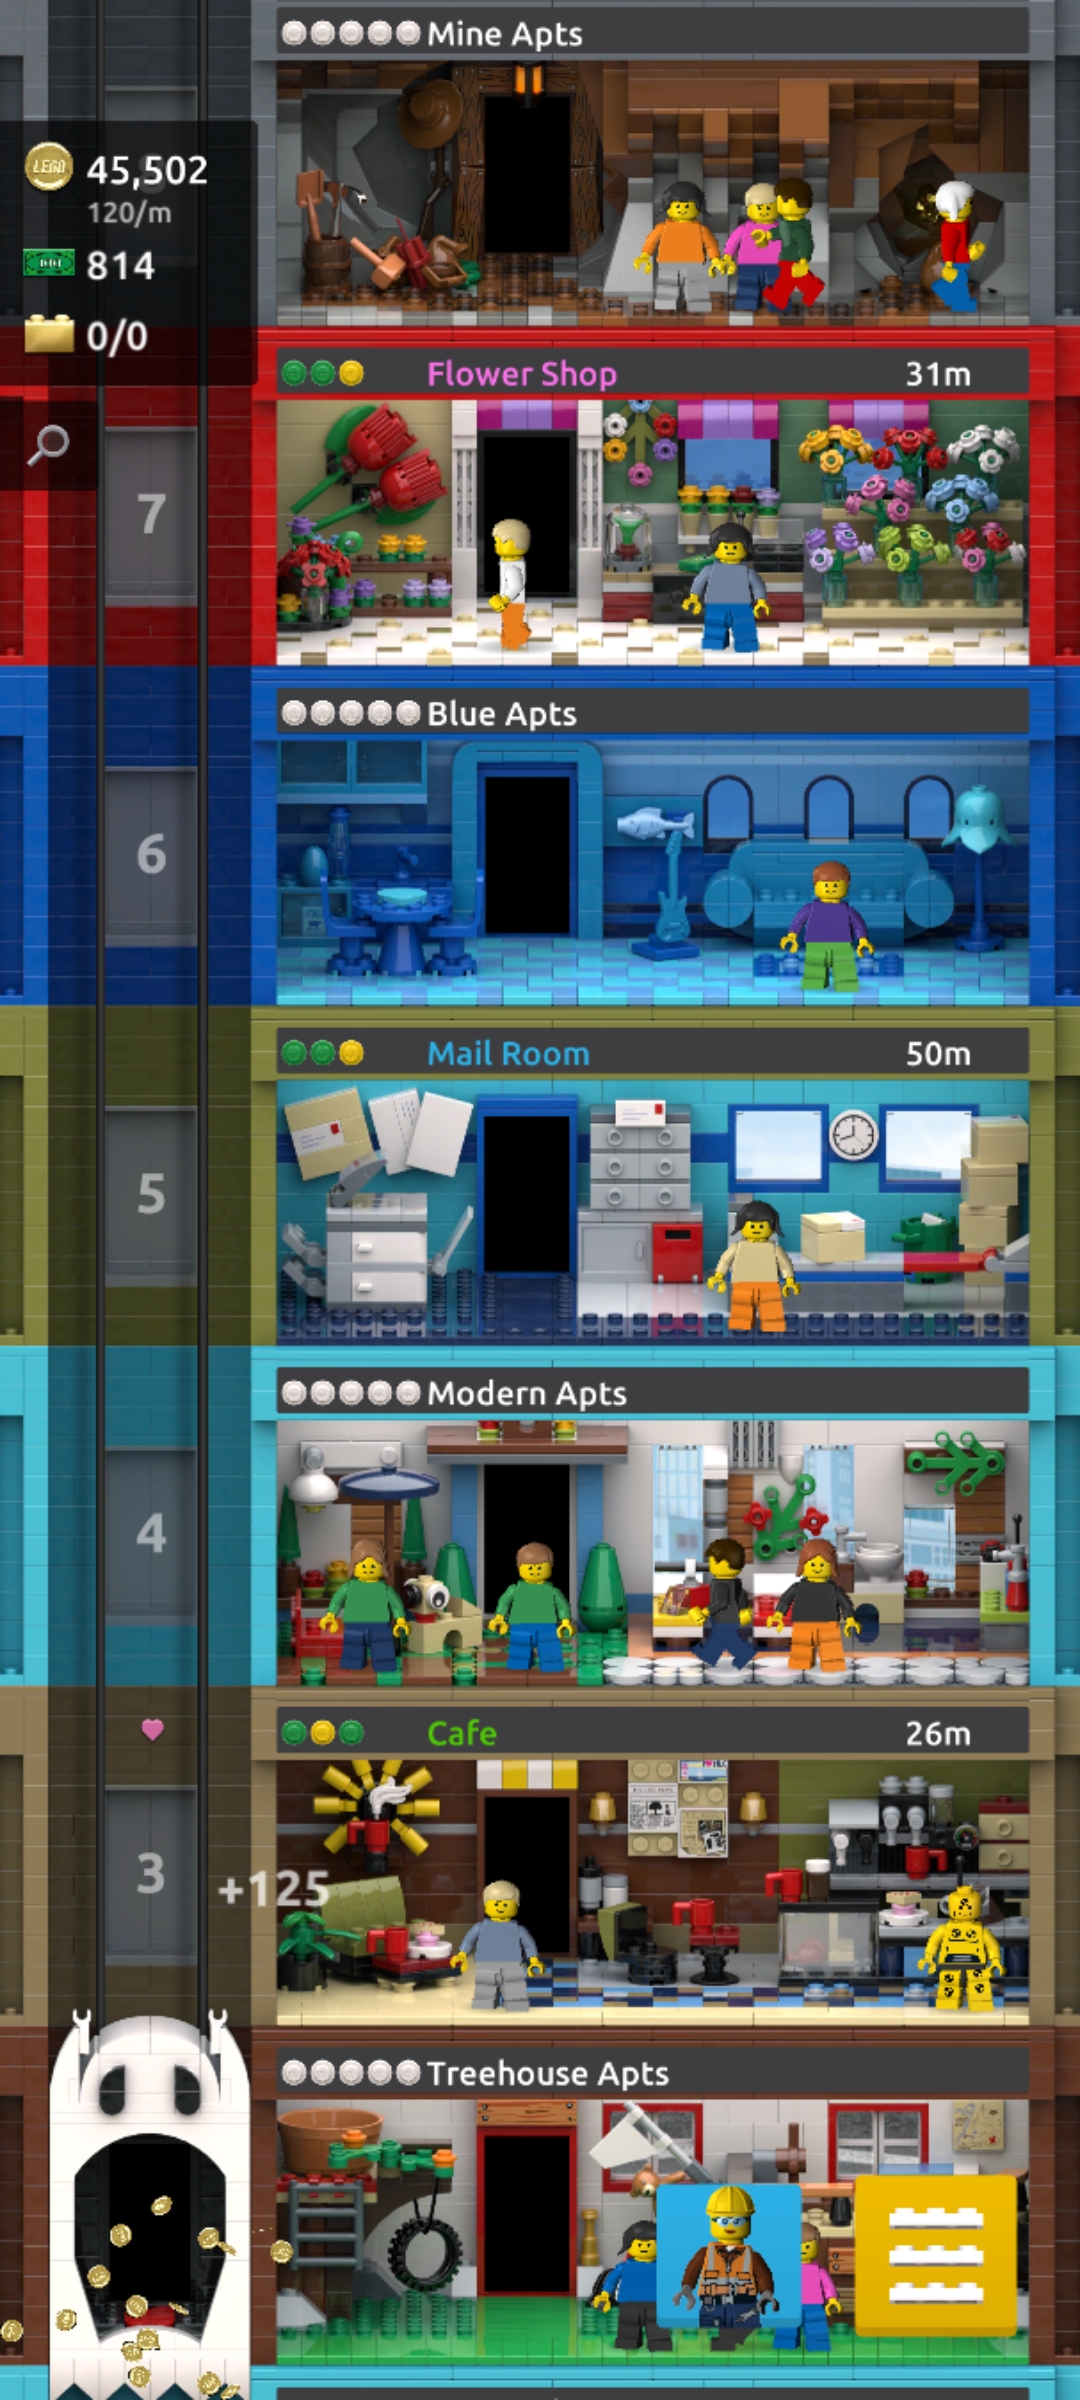 Mine Apts
LEGO 45,502
120/m
814
0/0
Flower Shop 31m
7
Blue Apts
6
Mail Room 50m
5
Modern Apts
4
Cafe 26m
3
+125
Treehouse Apts